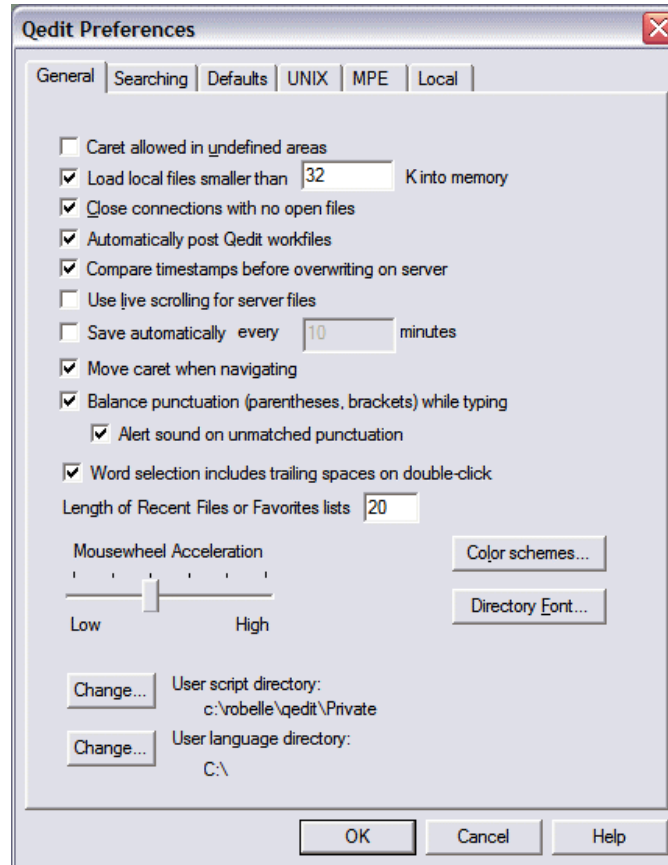 Qedit Preferences
General Searching Defaults UNIX MPE Local
Caret allowed in undefined areas
Load local files smaller than 32 K into memory
Close connections with no open files
Automatically post Qedit workfiles
Compare timestamps before overwriting on server
Use live scrolling for server files
Save automatically every 10 minutes
Move caret when navigating
Balance punctuation (parentheses, brackets) while typing
Alert sound on unmatched punctuation
Word selection includes trailing spaces on double-click
Length of Recent Files or Favorites lists 20
Mousewheel Acceleration
Color schemes...
Low High
Directory Font...
Change... User script directory:
c:\robelle\qedit\Private
Change... User language directory:
C:\
OK Cancel Help